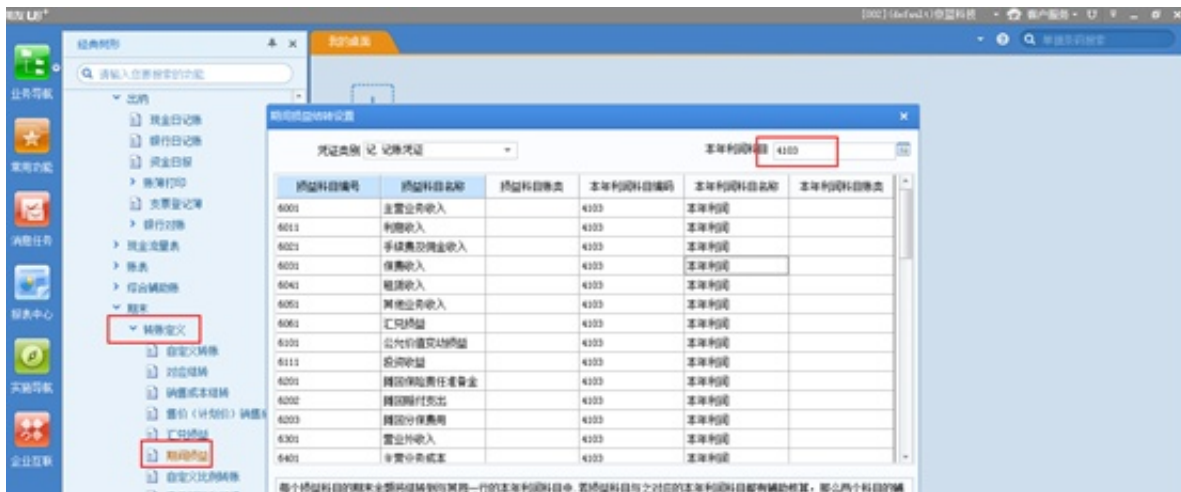 U8+
客户服务
经典树形
我的桌面
单据条码搜索
请输入您要搜索的功能
业务导航
常用功能
消息任务
报表中心
实施导航
企业互联
出纳
现金日记账
银行日记账
资金日报
账簿打印
支票登记簿
银行对账
现金流量表
账表
综合辅助账
期末
转账定义
自定义转账
对应结转
销售成本结转
售价（计划价）销售
汇兑损益
期间损益
自定义比例转账
期间损益结转设置
凭证类别 记 记账凭证
本年利润科目 4103
损益科目编号 损益科目名称 损益科目账类 本年利润科目编码 本年利润科目名称 本年利润科目账类
6001 主营业务收入 4103 本年利润
6011 利息收入 4103 本年利润
6021 手续费及佣金收入 4103 本年利润
6031 保费收入 4103 本年利润
6041 租赁收入 4103 本年利润
6051 其他业务收入 4103 本年利润
6061 汇兑损益 4103 本年利润
6101 公允价值变动损益 4103 本年利润
6111 投资收益 4103 本年利润
6201 摊回保险责任准备金 4103 本年利润
6202 摊回赔付支出 4103 本年利润
6203 摊回分保费用 4103 本年利润
6301 营业外收入 4103 本年利润
6401 主营业务成本 4103 本年利润
每个损益科目的期末余额将结转到与其同一行的本年利润科目中.若损益科目与之对应的本年利润科目都有辅助核算，那么两个科目的辅